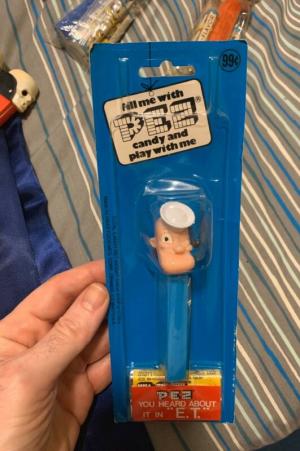 99¢
fill me with
PEZ®
candy and
play with me
PEZ
YOU HEARD ABOUT
IT IN "E.T."